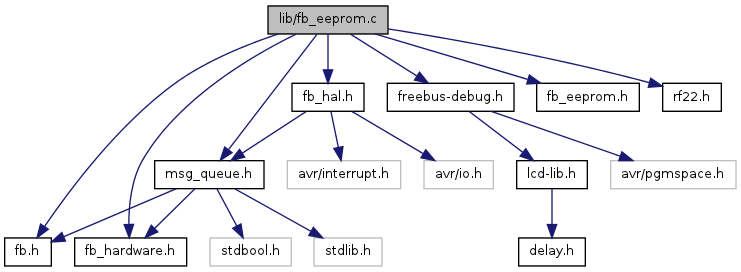 lib/fb_eeprom.c
fb_hal.h
freebus-debug.h
fb_eeprom.h
rf22.h
msg_queue.h
avr/interrupt.h
avr/io.h
lcd-lib.h
avr/pgmspace.h
fb.h
fb_hardware.h
stdbool.h
stdlib.h
delay.h